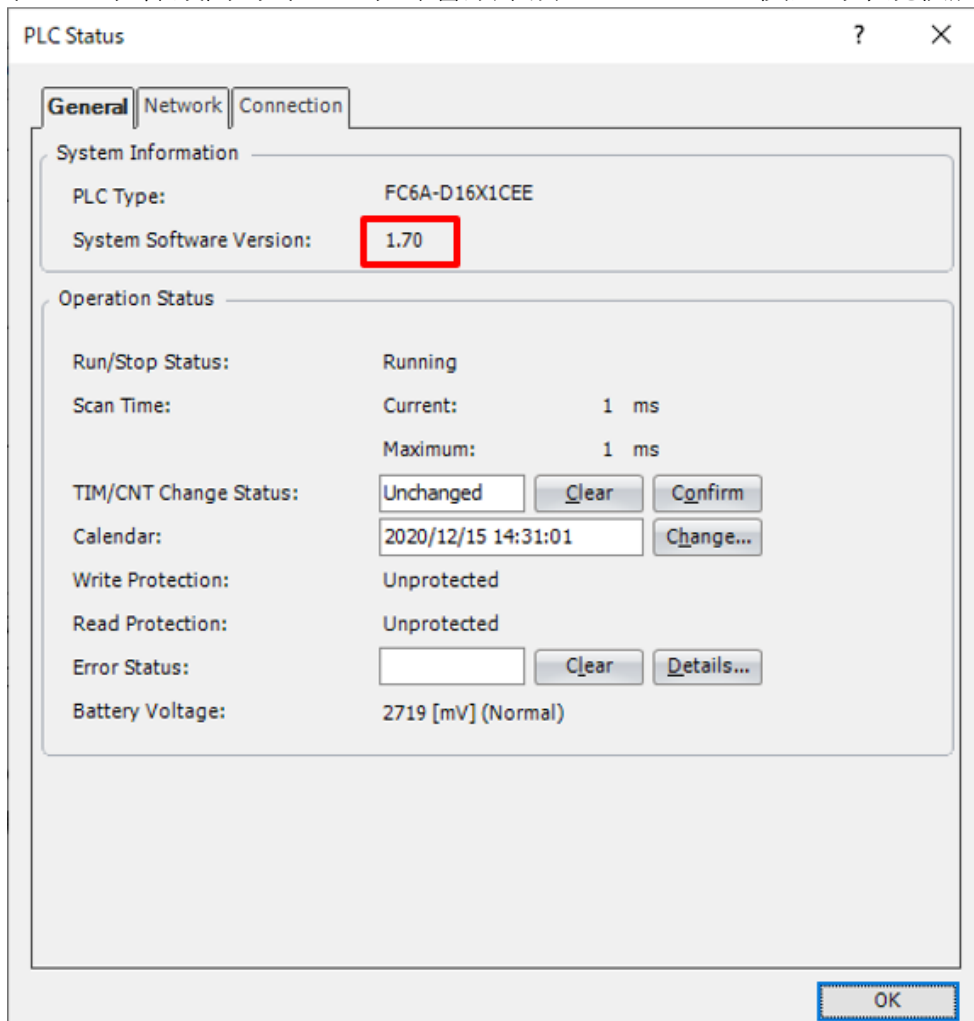 PLC Status ? ×
General Network Connection
System Information
PLC Type: FC6A-D16X1CEE
System Software Version: 1.70
Operation Status
Run/Stop Status: Running
Scan Time: Current: 1 ms
Maximum: 1 ms
TIM/CNT Change Status: Unchanged Clear Confirm
Calendar: 2020/12/15 14:31:01 Change...
Write Protection: Unprotected
Read Protection: Unprotected
Error Status: Clear Details...
Battery Voltage: 2719 [mV] (Normal)
OK